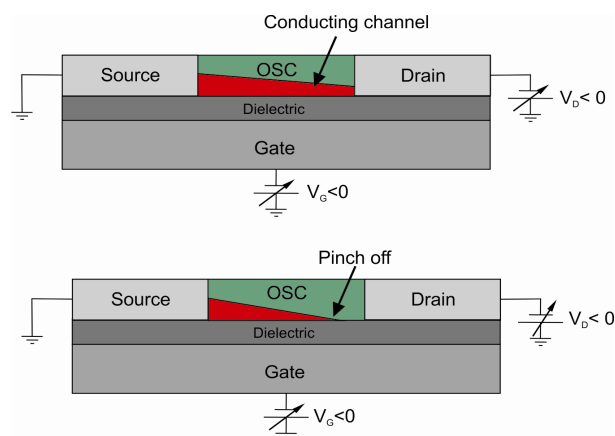 Conducting channel
Source
OSC
Drain
Dielectric
V_D< 0
Gate
V_G<0
Pinch off
Source
OSC
Drain
Dielectric
V_D< 0
Gate
V_G<0